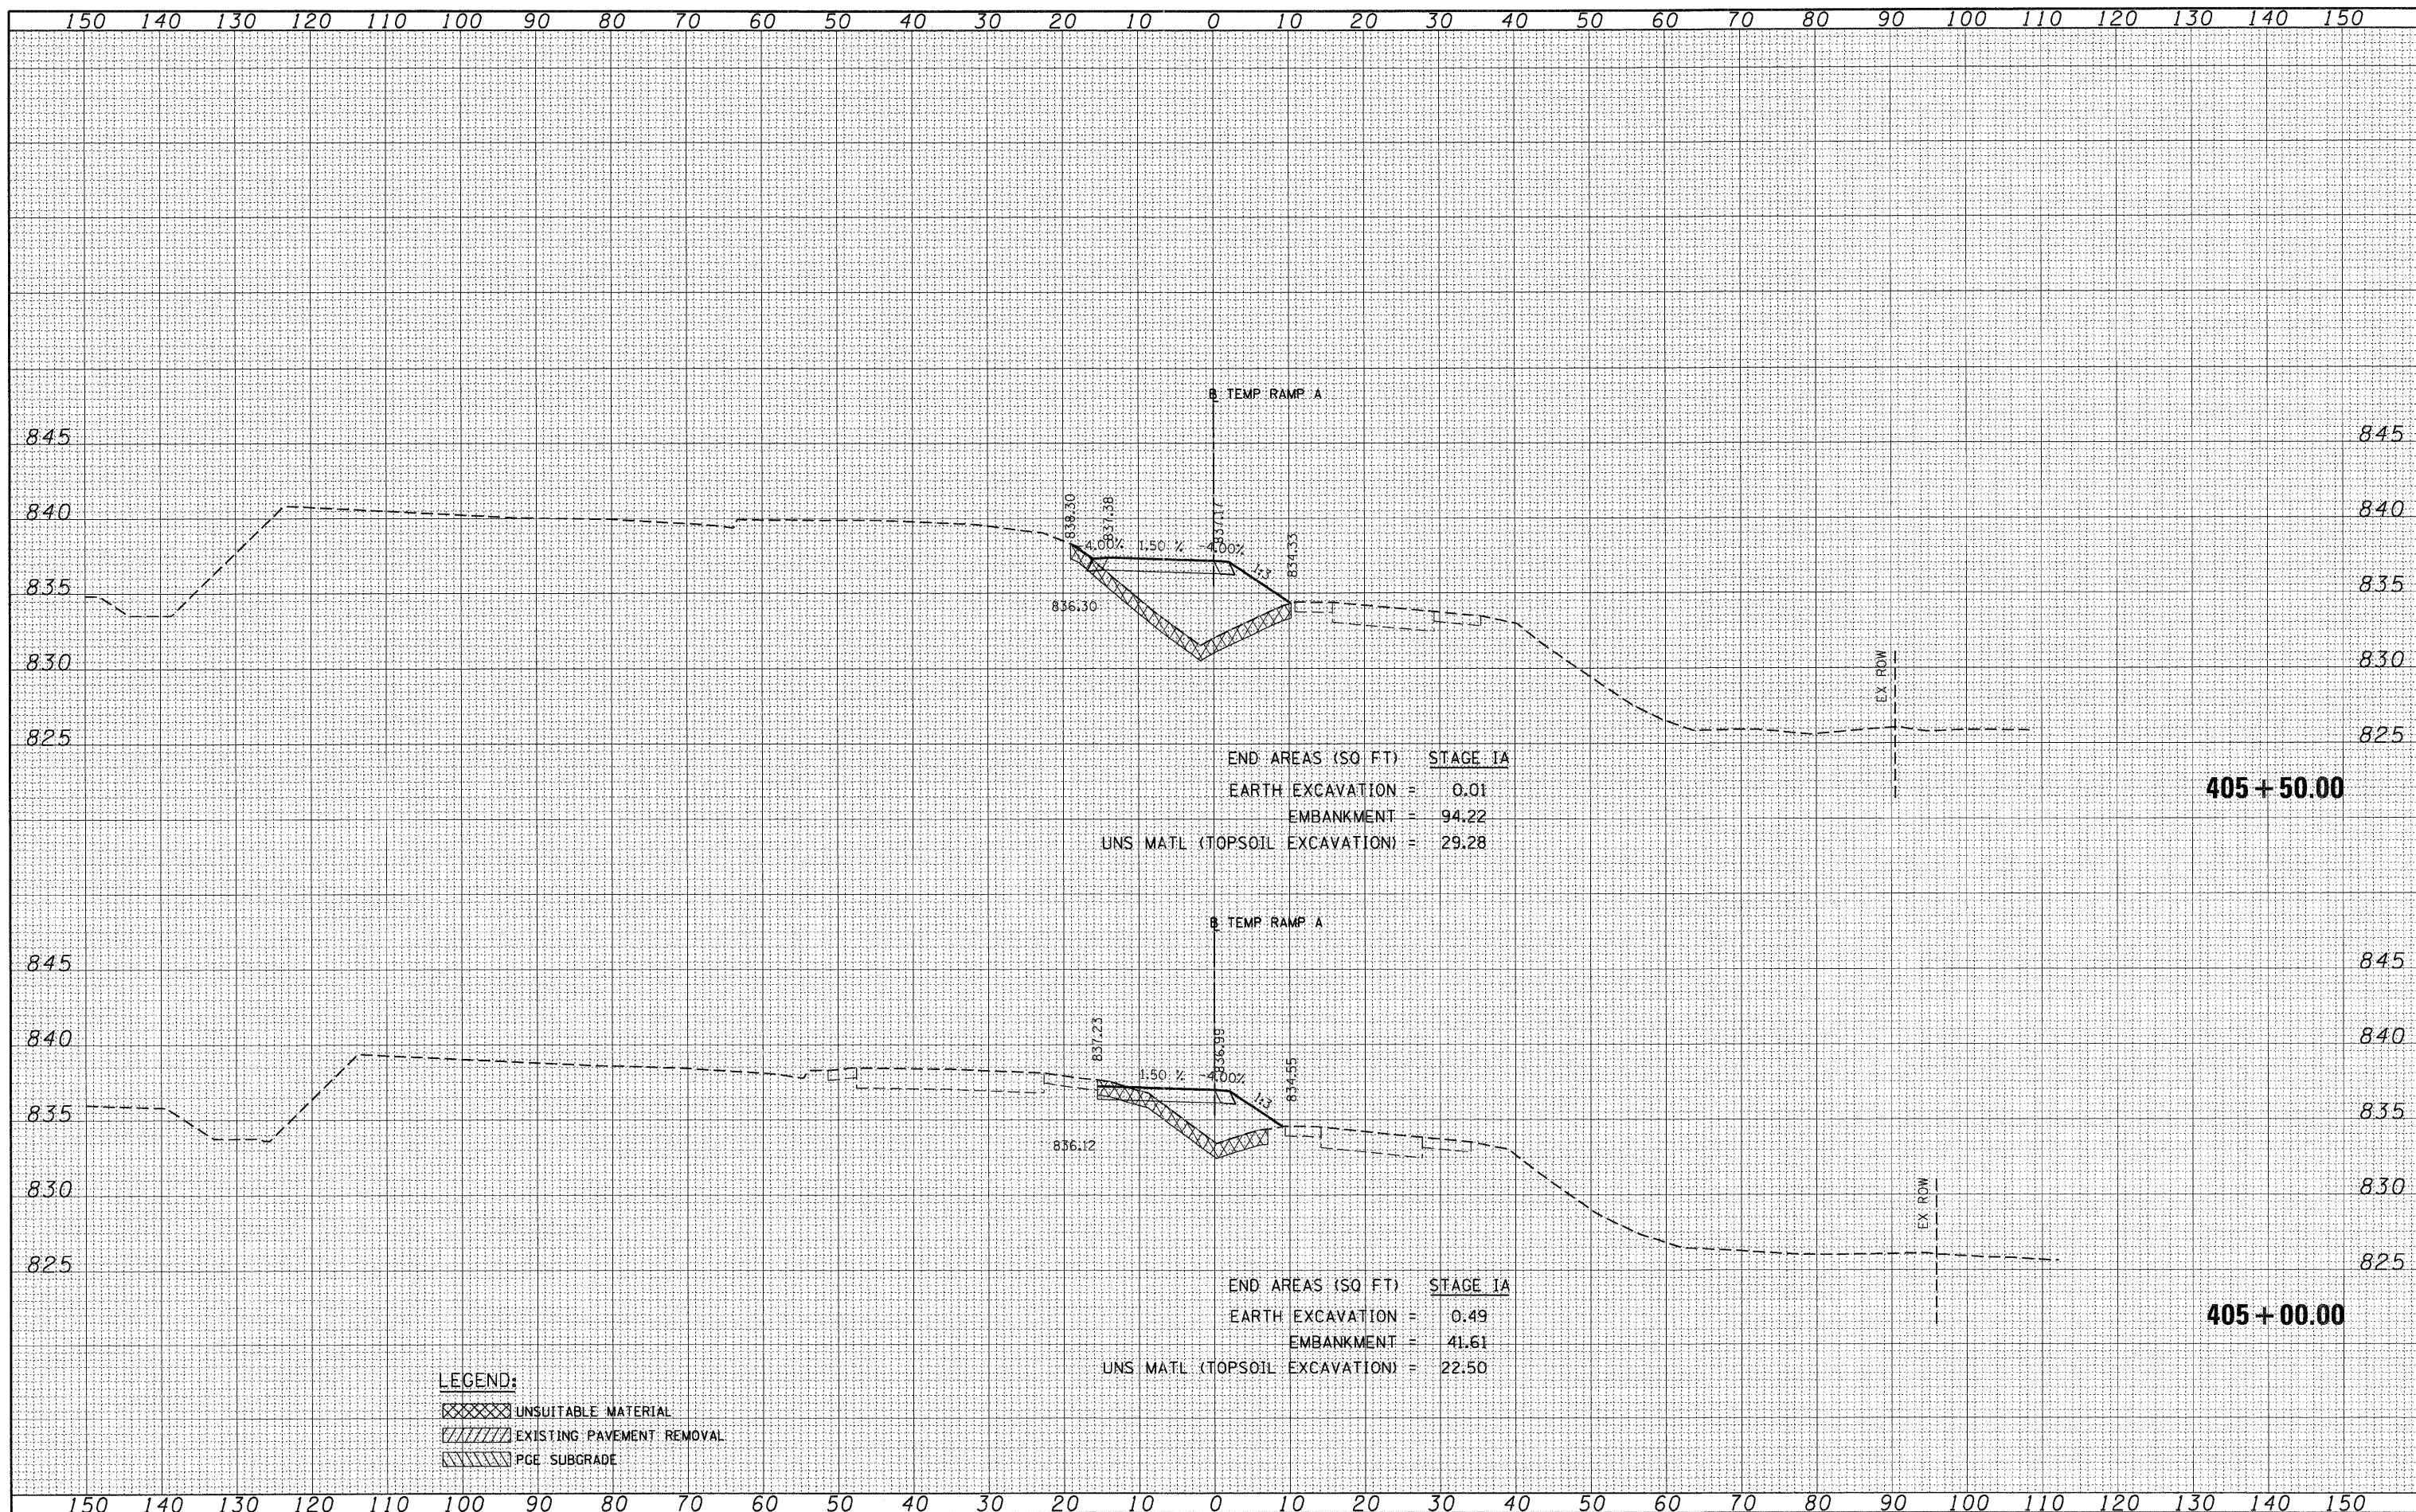 150 140 130 120 110 100 90 80 70 60 50 40 30 20 10 0 10 20 30 40 50 60 70 80 90 100 110 120 130 140 150
B TEMP RAMP A
845 845
840 838.30 837.38 837.17 840
-4.00% 1.50 % -4.00% 1:3 834.33
835 835
836.30
830 EX ROW 830
825 825
END AREAS (SQ FT) STAGE IA
EARTH EXCAVATION = 0.01
405+50.00
EMBANKMENT = 94.22
UNS MATL (TOPSOIL EXCAVATION) = 29.28
B TEMP RAMP A
845 845
840 837.23 836.99 840
1.50 % -4.00% 1:3 834.55
835 835
836.12
830 EX ROW 830
825 825
END AREAS (SQ FT) STAGE IA
EARTH EXCAVATION = 0.49
405+00.00
EMBANKMENT = 41.61
UNS MATL (TOPSOIL EXCAVATION) = 22.50
LEGEND:
UNSUITABLE MATERIAL
EXISTING PAVEMENT REMOVAL
PGE SUBGRADE
150 140 130 120 110 100 90 80 70 60 50 40 30 20 10 0 10 20 30 40 50 60 70 80 90 100 110 120 130 140 150